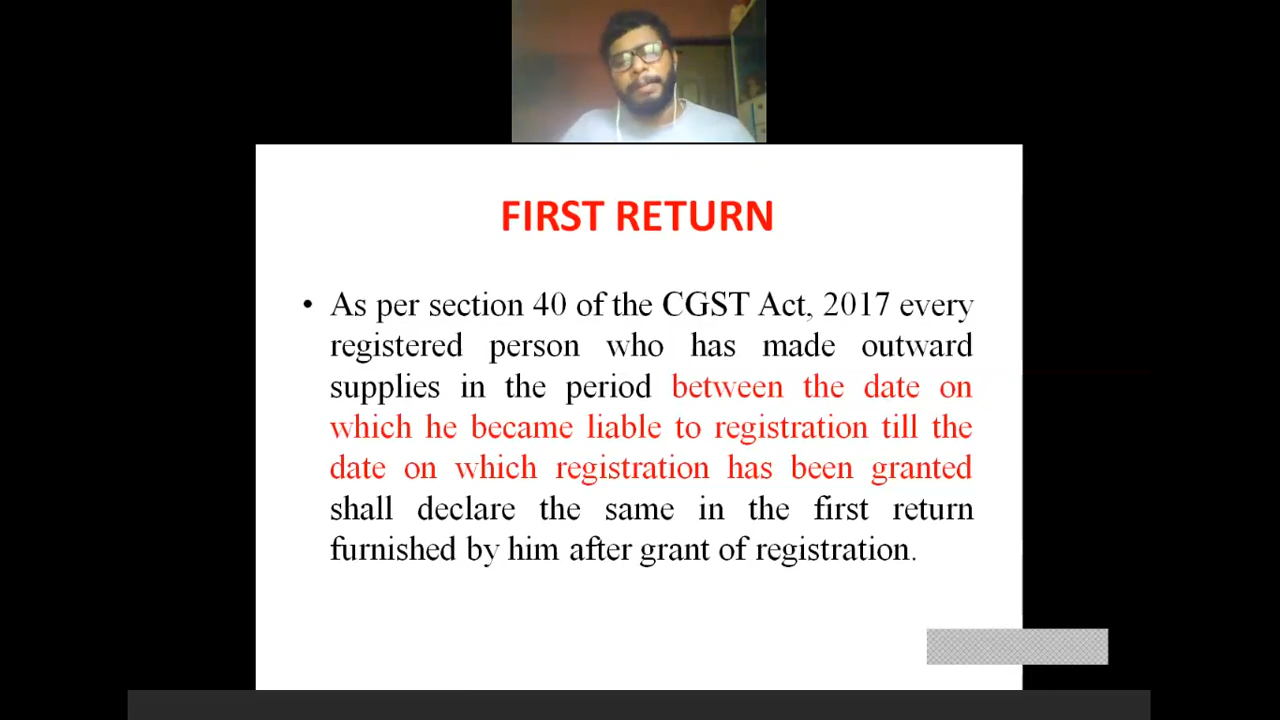 FIRST RETURN
• As per section 40 of the CGST Act, 2017 every
registered person who has made outward
supplies in the period between the date on
which he became liable to registration till the
date on which registration has been granted
shall declare the same in the first return
furnished by him after grant of registration.